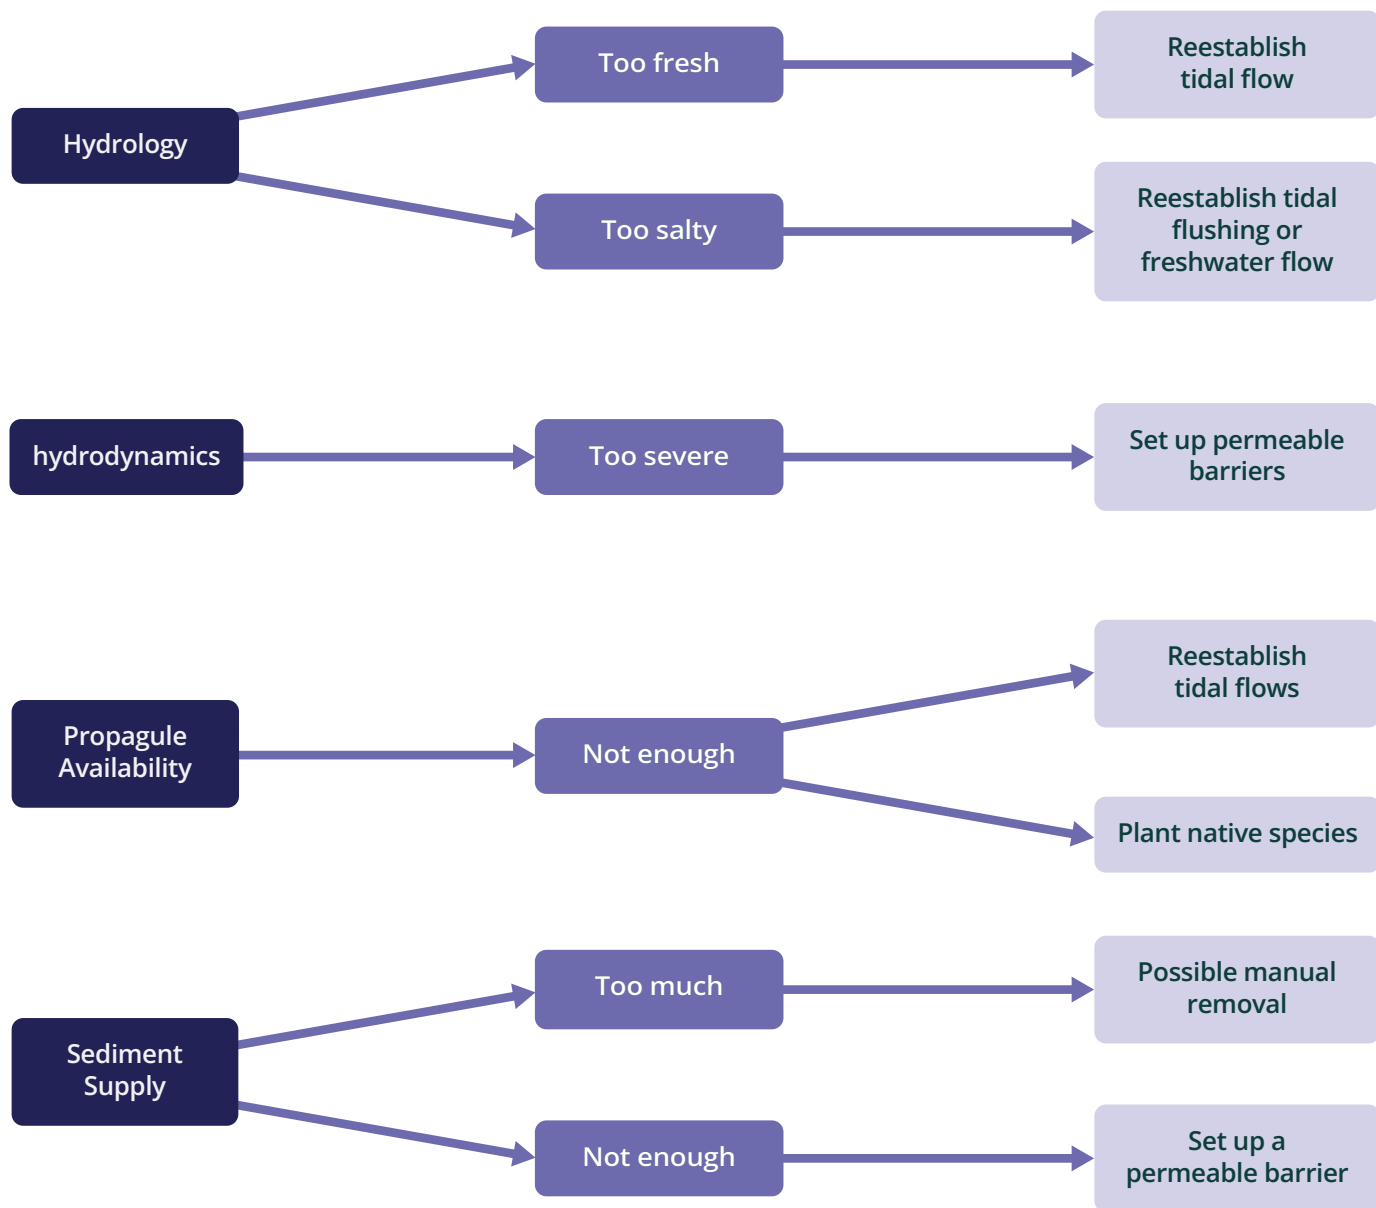 Hydrology
Too fresh
Reestablish
tidal flow
Too salty
Reestablish tidal
flushing or
freshwater flow
hydrodynamics
Too severe
Set up permeable
barriers
Propagule
Availability
Not enough
Reestablish
tidal flows
Plant native species
Sediment
Supply
Too much
Possible manual
removal
Not enough
Set up a
permeable barrier